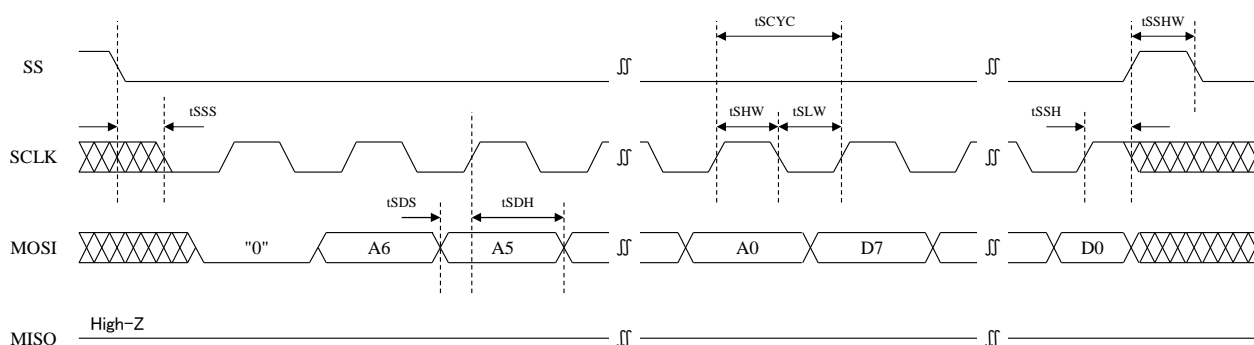 tSCYC
tSSHW
SS
tSSS
tSHW
tSLW
tSSH
SCLK
tSDS
tSDH
MOSI
"0"
A6
A5
A0
D7
D0
High-Z
MISO